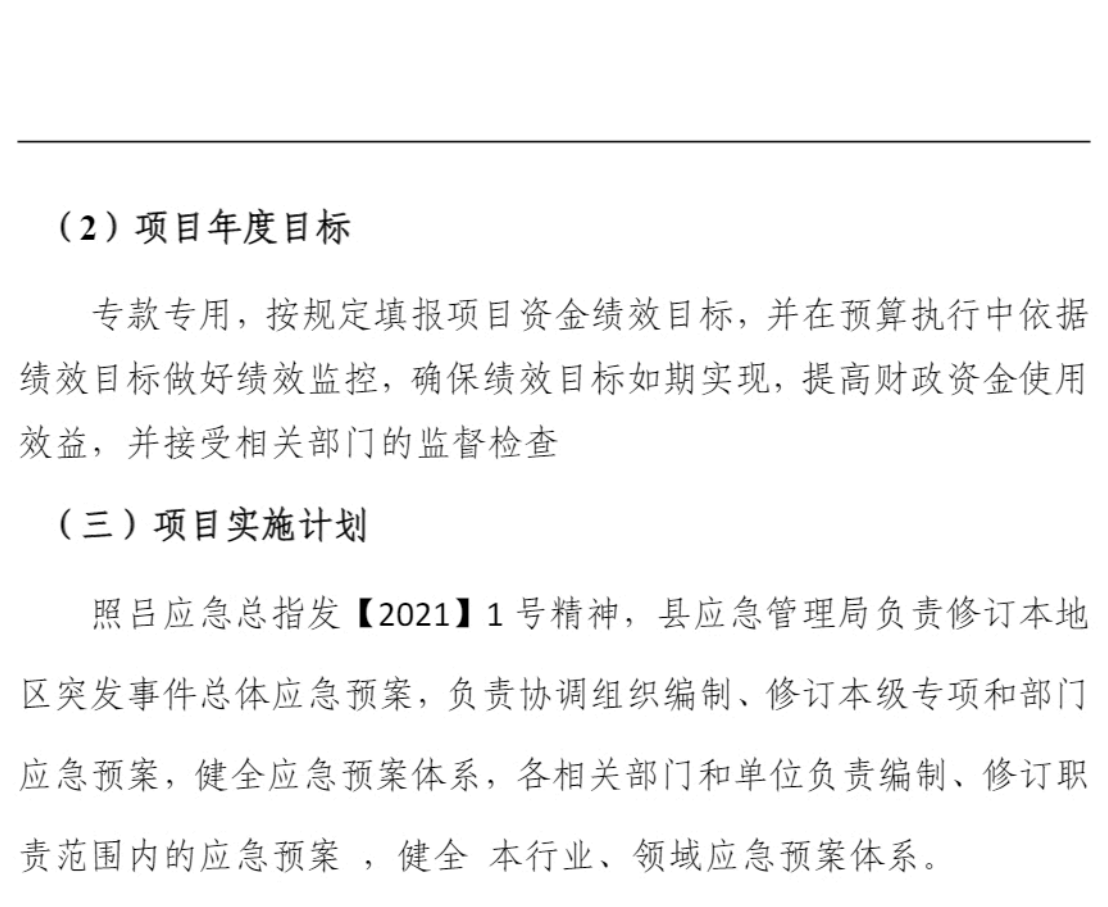 （2）项目年度目标
专款专用，按规定填报项目资金绩效目标，并在预算执行中依据
绩效目标做好绩效监控，确保绩效目标如期实现，提高财政资金使用
效益，并接受相关部门的监督检查
（三）项目实施计划
照吕应急总指发【2021】1 号精神，县应急管理局负责修订本地
区突发事件总体应急预案，负责协调组织编制、修订本级专项和部门
应急预案，健全应急预案体系，各相关部门和单位负责编制、修订职
责范围内的应急预案 ，健全 本行业、领域应急预案体系。